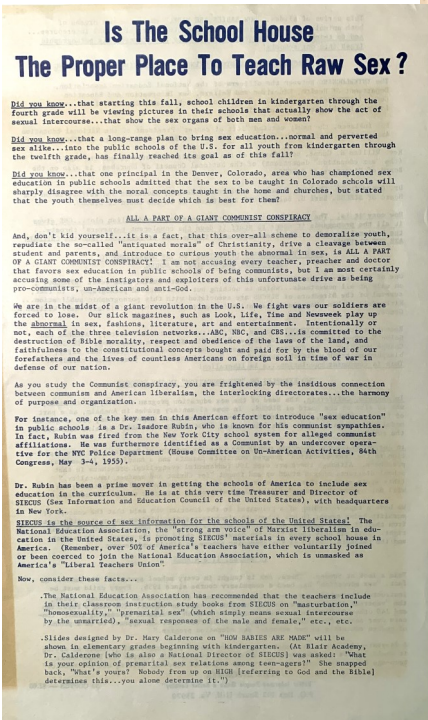 Is The School House
The Proper Place To Teach Raw Sex?
Did you know...that starting this fall, school children in kindergarten through the
fourth grade will be viewing pictures in their schools that actually show the act of
sexual intercourse...that show the sex organs of both men and women?
Did you know...that a long-range plan to bring sex education...normal and perverted
sex alike...into the public schools of the U.S. for all youth from kindergarten through
the twelfth grade, has finally reached its goal as of this fall?
Did you know...that one principal in the Denver, Colorado, area who has championed sex
education in public schools admitted that the sex to be taught in Colorado schools will
sharply disagree with the moral concepts taught in the home and churches, but stated
that the youth themselves must decide which is best for them?
ALL A PART OF A GIANT COMMUNIST CONSPIRACY
And, don't kid yourself...it is a fact, that this over-all scheme to demoralize youth,
repudiate the so-called "antiquated morals" of Christianity, drive a cleavage between
student and parents, and introduce to curious youth the abnormal in sex, is ALL A PART
OF A GIANT COMMUNIST CONSPIRACY! I am not accusing every teacher, preacher and doctor
that favors sex education in public schools of being communists, but I am most certainly
accusing some of the instigators and exploiters of this unfortunate drive as being
pro-communists, un-American and anti-God.
We are in the midst of a giant revolution in the U.S. We fight wars our soldiers are
forced to lose. Our slick magazines, such as Look, Life, Time and Newsweek play up
the abnormal in sex, fashions, literature, art and entertainment. Intentionally or
not, each of the three television networks...ABC, NBC, and CBS...is committed to the
destruction of Bible morality, respect and obedience of the laws of the land, and
faithfulness to the constitutional concepts bought and paid for by the blood of our
forefathers and the lives of countless Americans on foreign soil in time of war in
defense of our nation.
As you study the Communist conspiracy, you are frightened by the insidious connection
between communism and American liberalism, the interlocking directorates...the harmony
of purpose and organization.
For instance, one of the key men in this American effort to introduce "sex education"
in public schools is a Dr. Isadore Rubin, who is known for his communist sympathies.
In fact, Rubin was fired from the New York City school system for alleged communist
affiliations. He was furthermore identified as a Communist by an undercover opera-
tive for the NYC Police Department (House Committee on Un-American Activities, 84th
Congress, May 3-4, 1955).
Dr. Rubin has been a prime mover in getting the schools of America to include sex
education in the curriculum. He is at this very time Treasurer and Director of
SIECUS (Sex Information and Education Council of the United States), with headquarters
in New York.
SIECUS is the source of sex information for the schools of the United States! The
National Education Association, the "strong arm voice" of Marxist liberalism in edu-
cation in the United States, is promoting SIECUS' materials in every school house in
America. (Remember, over 50% of America's teachers have either voluntarily joined
or been coerced to join the National Education Association, which is unmasked as
America's "Liberal Teachers Union".
Now, consider these facts...
.The National Education Association has recommended that the teachers include
in their classroom instruction study books from SIECUS on "masturbation,"
"homosexuality," "premarital sex" (which simply means sexual intercourse
by the unmarried), "sexual responses of the male and female," etc., etc.
.Slides designed by Dr. Mary Calderone on "HOW BABIES ARE MADE" will be
shown in elementary grades beginning with kindergarten. (At Blair Academy,
Dr. Calderone [who is also a National Director of SIECUS] was asked: "What
is your opinion of premarital sex relations among teen-agers?" She snapped
back, "What's yours? Nobody from up on HIGH [referring to God and the Bible]
determines this...you alone determine it.")